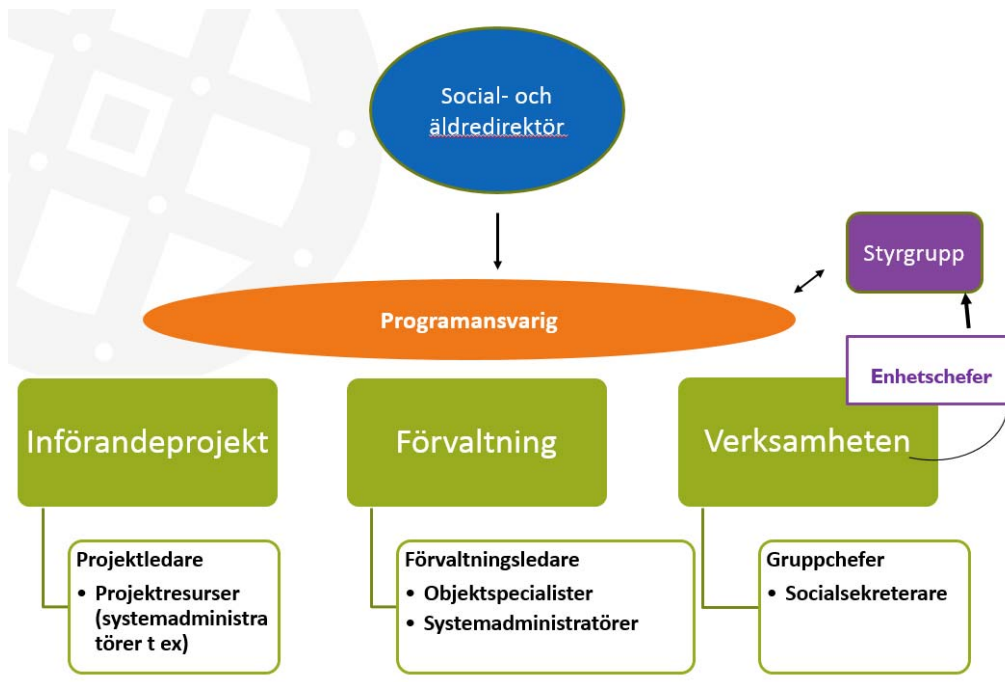 Social- och
äldredirektör
Styrgrupp
Programansvarig
Enhetschefer
Införandeprojekt
Förvaltning
Verksamheten
Projektledare
• Projektresurser
(systemadministra
törer t ex)
Förvaltningsledare
• Objektspecialister
• Systemadministratörer
Gruppchefer
• Socialsekreterare